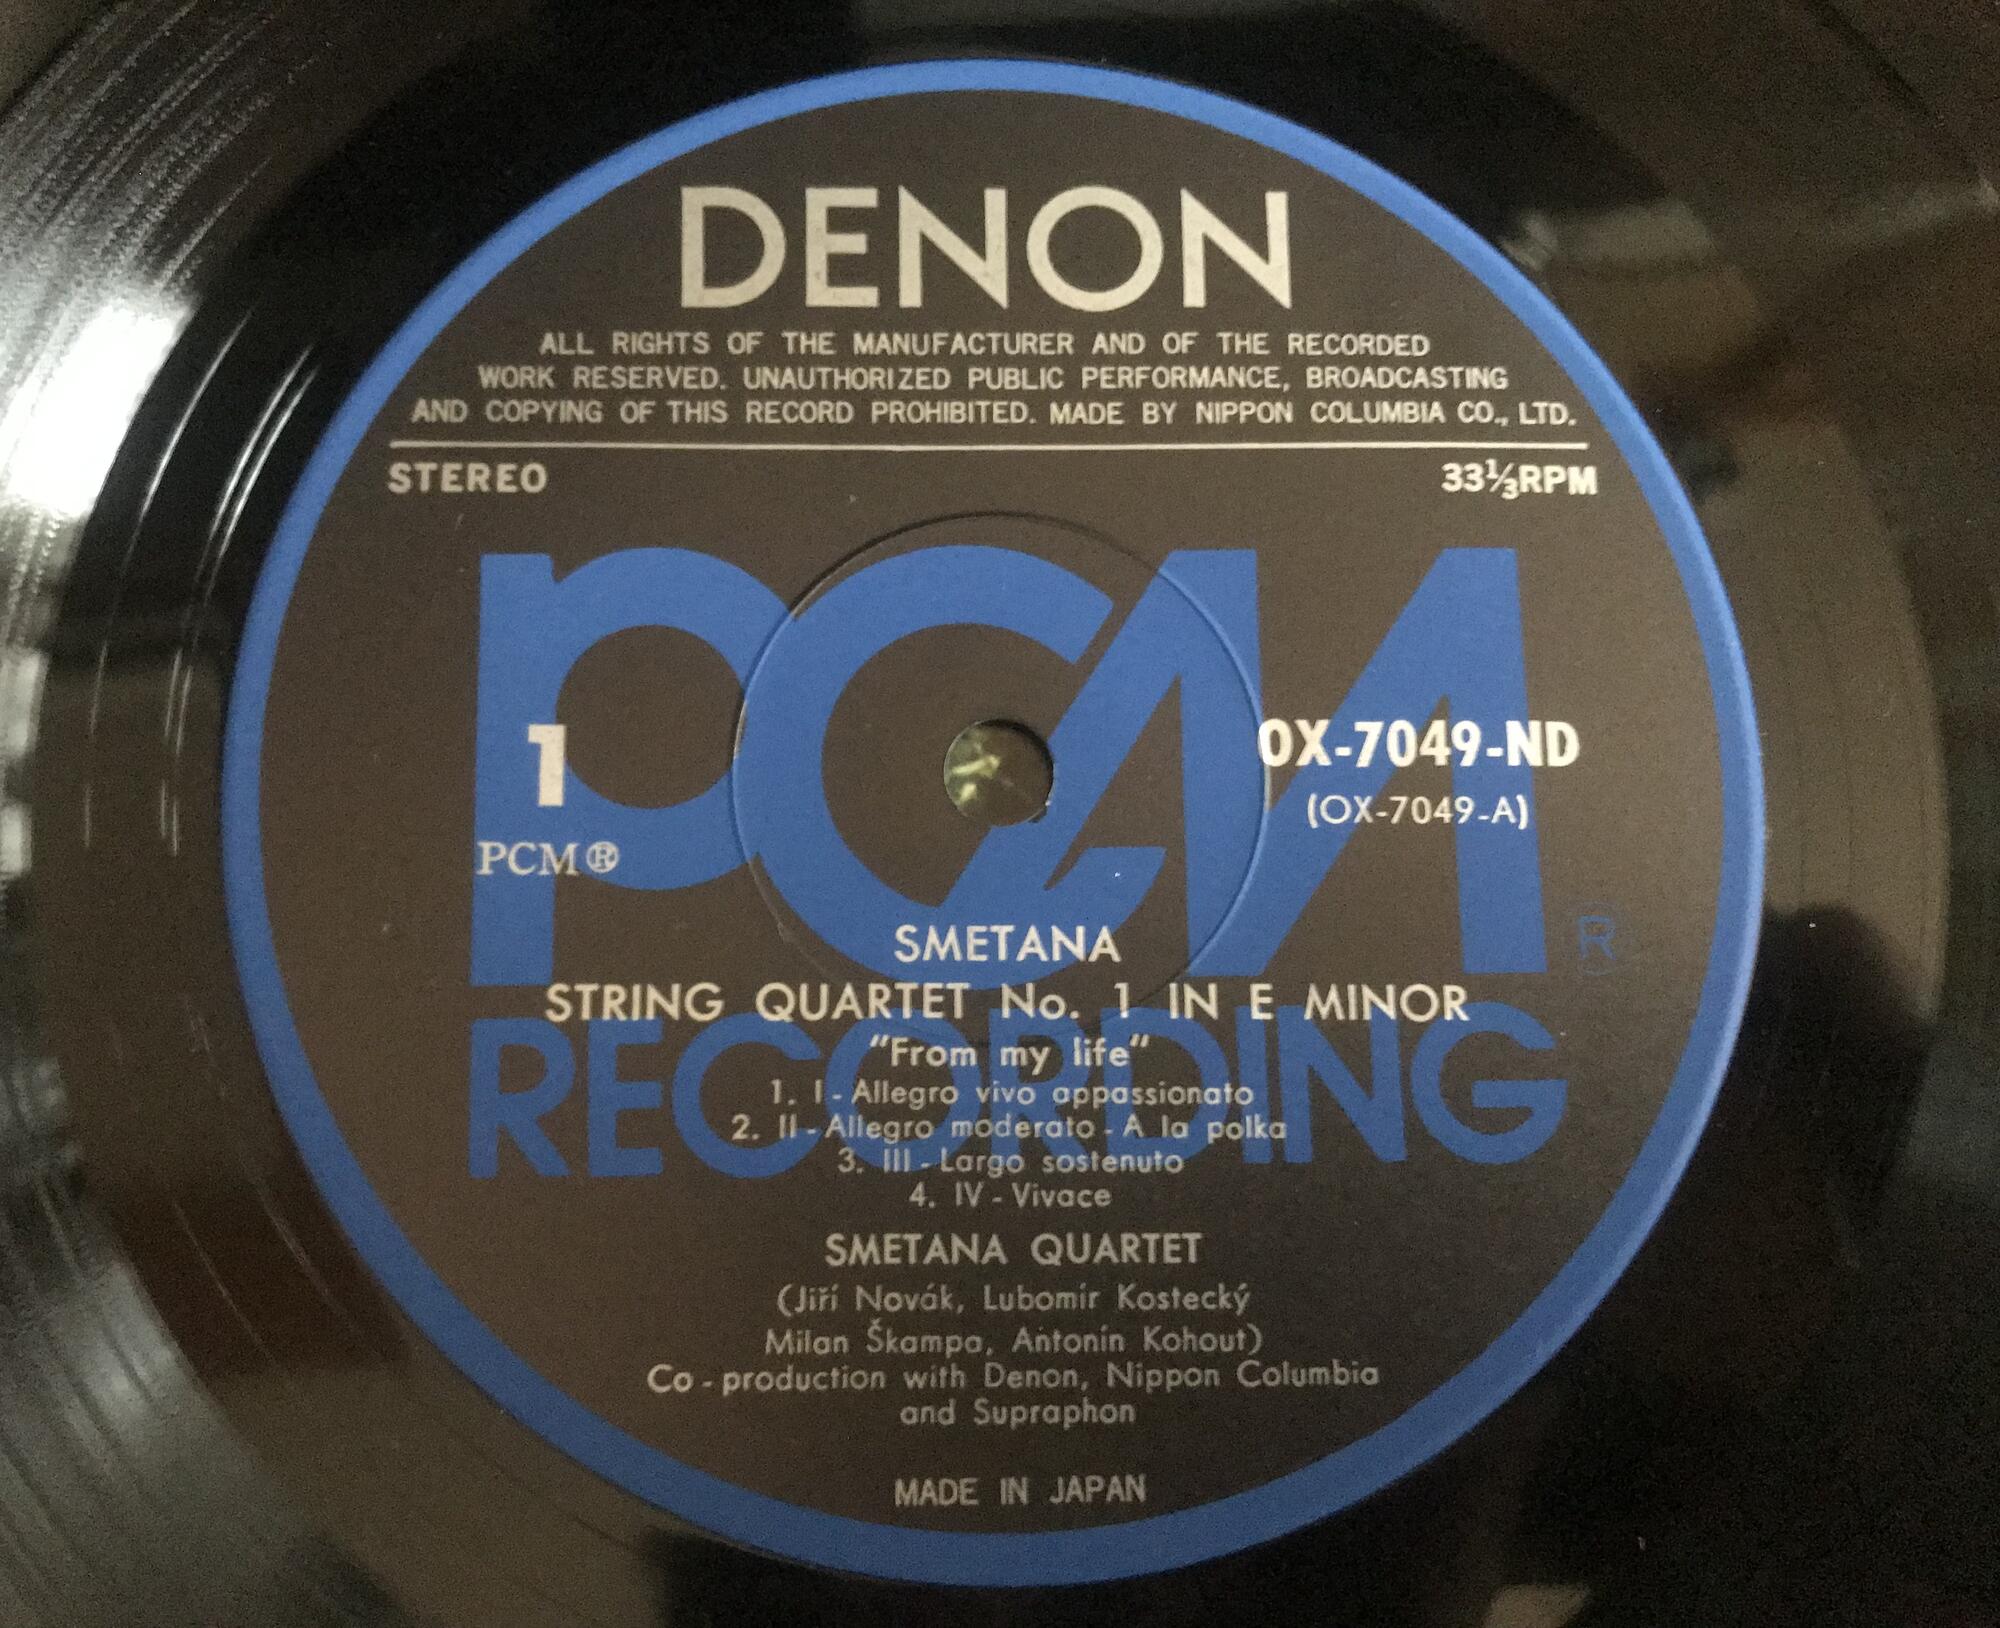 DENON
ALL RIGHTS OF THE MANUFACTURER AND OF THE RECORDED
WORK RESERVED. UNAUTHORIZED PUBLIC PERFORMANCE, BROADCASTING
AND COPYING OF THIS RECORD PROHIBITED. MADE BY NIPPON COLUMBIA CO., LTD.
STEREO 33⅓RPM
PCM
RECORDING
®
1
PCM®
OX-7049-ND
(OX-7049-A)
SMETANA
STRING QUARTET No. 1 IN E MINOR
"From my life"
1. I - Allegro vivo appassionato
2. II - Allegro moderato - A la polka
3. III - Largo sostenuto
4. IV - Vivace
SMETANA QUARTET
(Jiří Novák, Lubomír Kostecký
Milan Škampa, Antonín Kohout)
Co - production with Denon, Nippon Columbia
and Supraphon
MADE IN JAPAN